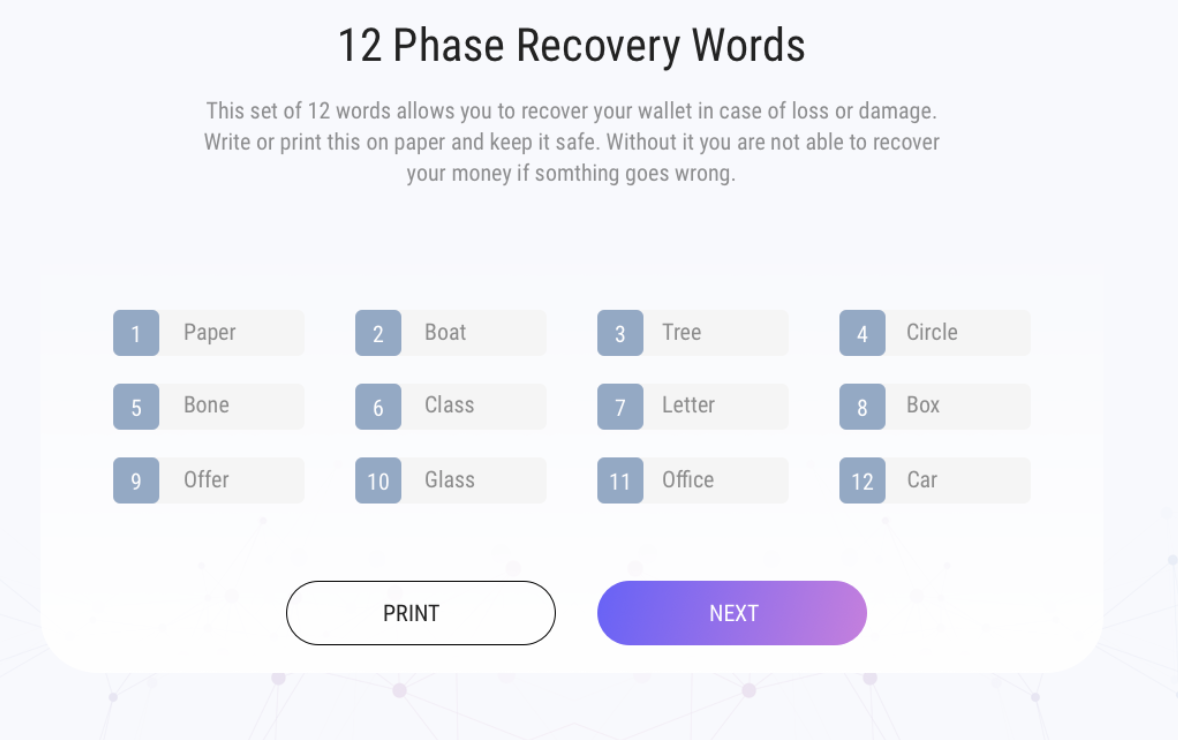 12 Phase Recovery Words
This set of 12 words allows you to recover your wallet in case of loss or damage.
Write or print this on paper and keep it safe. Without it you are not able to recover
your money if somthing goes wrong.
1 Paper 2 Boat 3 Tree 4 Circle
5 Bone 6 Class 7 Letter 8 Box
9 Offer 10 Glass 11 Office 12 Car
PRINT NEXT